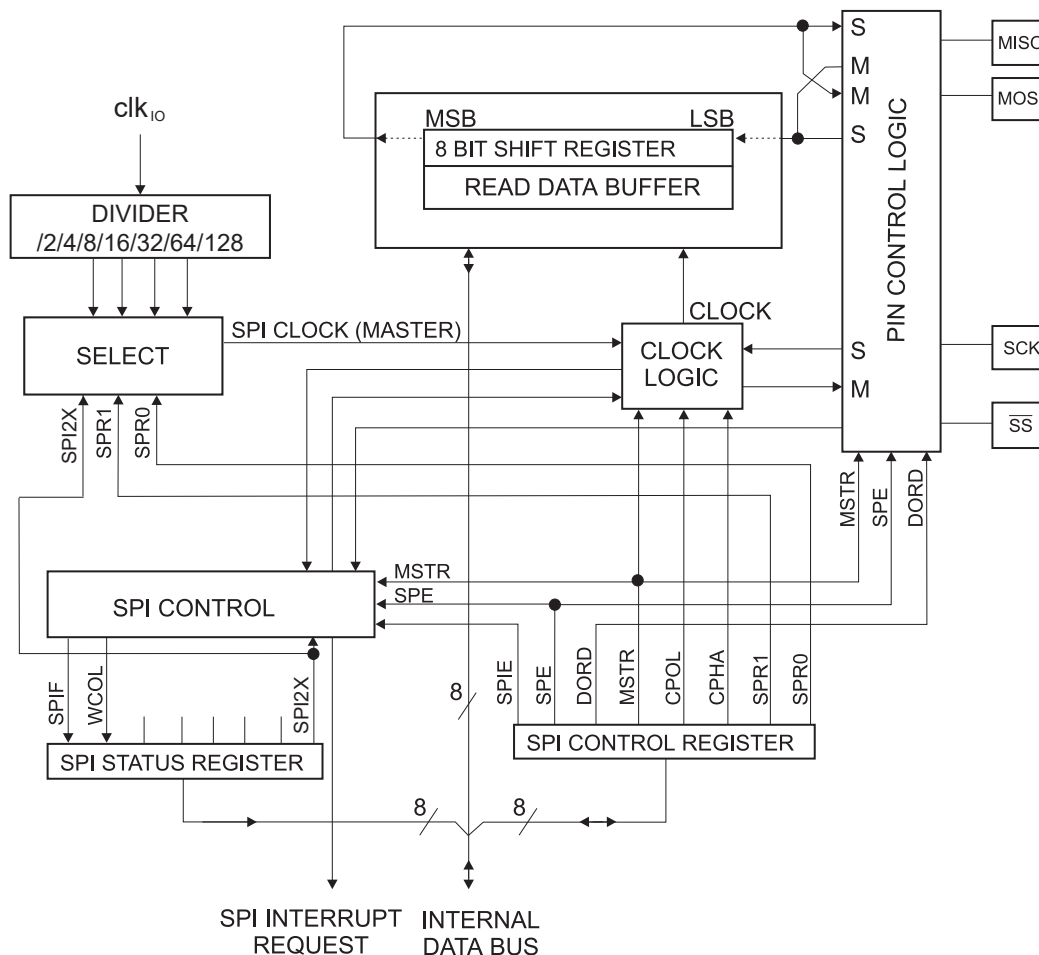 clk IO
DIVIDER
/2/4/8/16/32/64/128
SELECT
SPI CLOCK (MASTER)
SPI2X
SPR1
SPR0
MSB
LSB
8 BIT SHIFT REGISTER
READ DATA BUFFER
CLOCK
CLOCK
LOGIC
S
M
M
S
S
M
PIN CONTROL LOGIC
MISO
MOSI
SCK
SS
MSTR
SPE
DORD
SPI CONTROL
MSTR
SPE
SPIF
WCOL
SPI2X
SPI STATUS REGISTER
SPIE
SPE
DORD
MSTR
CPOL
CPHA
SPR1
SPR0
SPI CONTROL REGISTER
8
8
8
SPI INTERRUPT
REQUEST
INTERNAL
DATA BUS